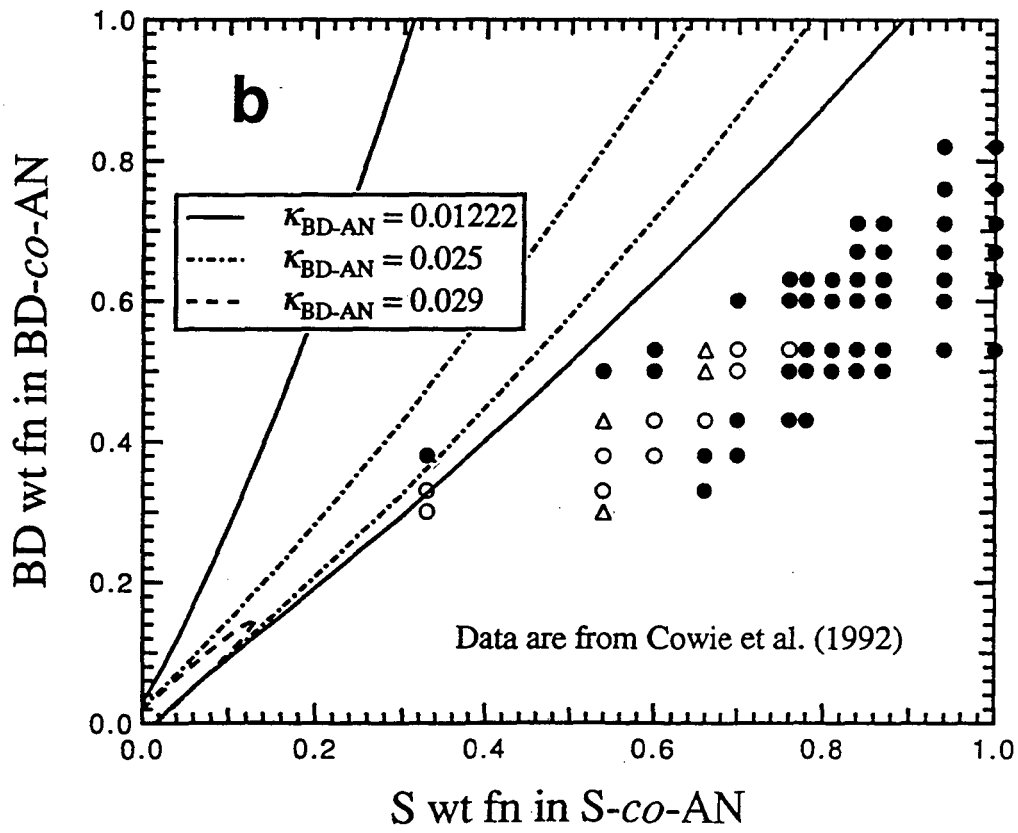 b
1.0
0.8
0.6
0.4
0.2
0.0
BD wt fn in BD-co-AN
κBD-AN = 0.01222
κBD-AN = 0.025
κBD-AN = 0.029
Data are from Cowie et al. (1992)
0.0 0.2 0.4 0.6 0.8 1.0
S wt fn in S-co-AN